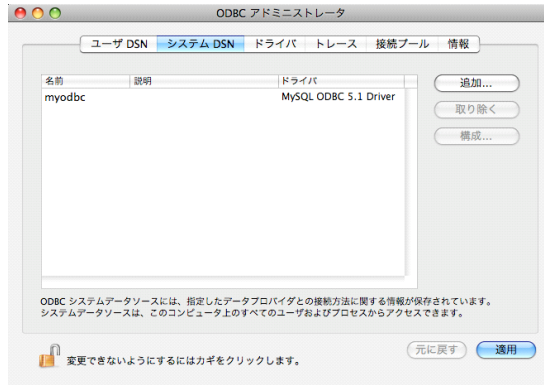 ODBC アドミニストレータ
ユーザ DSN システム DSN ドライバ トレース 接続プール 情報
名前 説明 ドライバ
myodbc MySQL ODBC 5.1 Driver
追加...
取り除く
構成...
ODBC システムデータソースには、指定したデータプロバイダとの接続方法に関する情報が保存されています。
システムデータソースは、このコンピュータ上のすべてのユーザおよびプロセスからアクセスできます。
変更できないようにするにはカギをクリックします。
元に戻す 適用